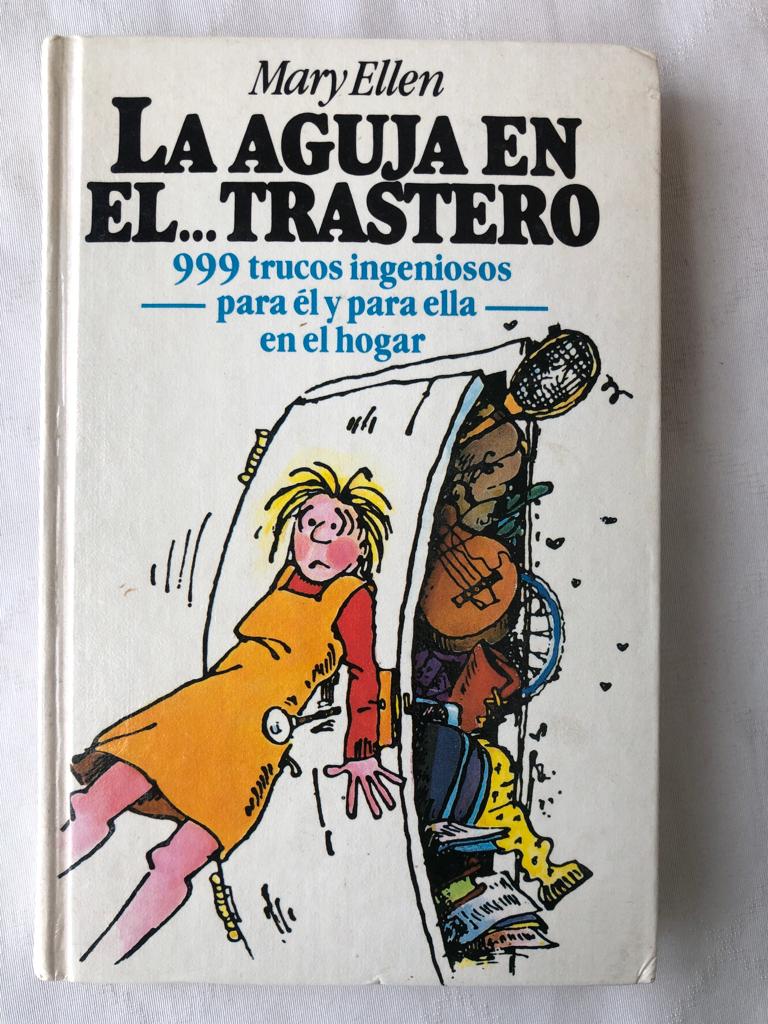 Mary Ellen
LA AGUJA EN
EL... TRASTERO
999 trucos ingeniosos
para él y para ella
en el hogar